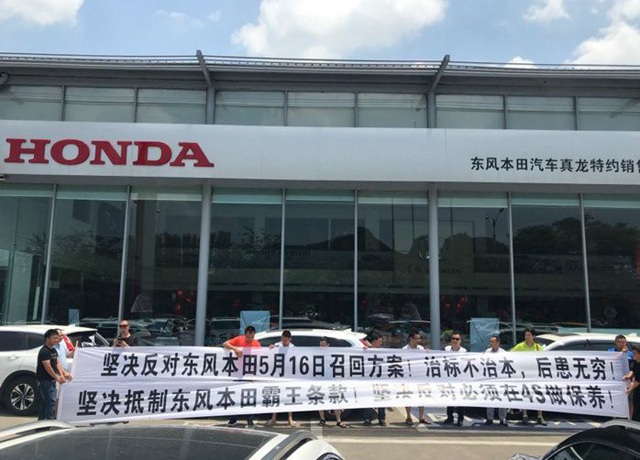 HONDA
东风本田汽车真龙特约销售
坚决反对东风本田5月16日召回方案！治标不治本，后患无穷！
坚决抵制东风本田霸王条款！坚决反对必须在4S做保养！